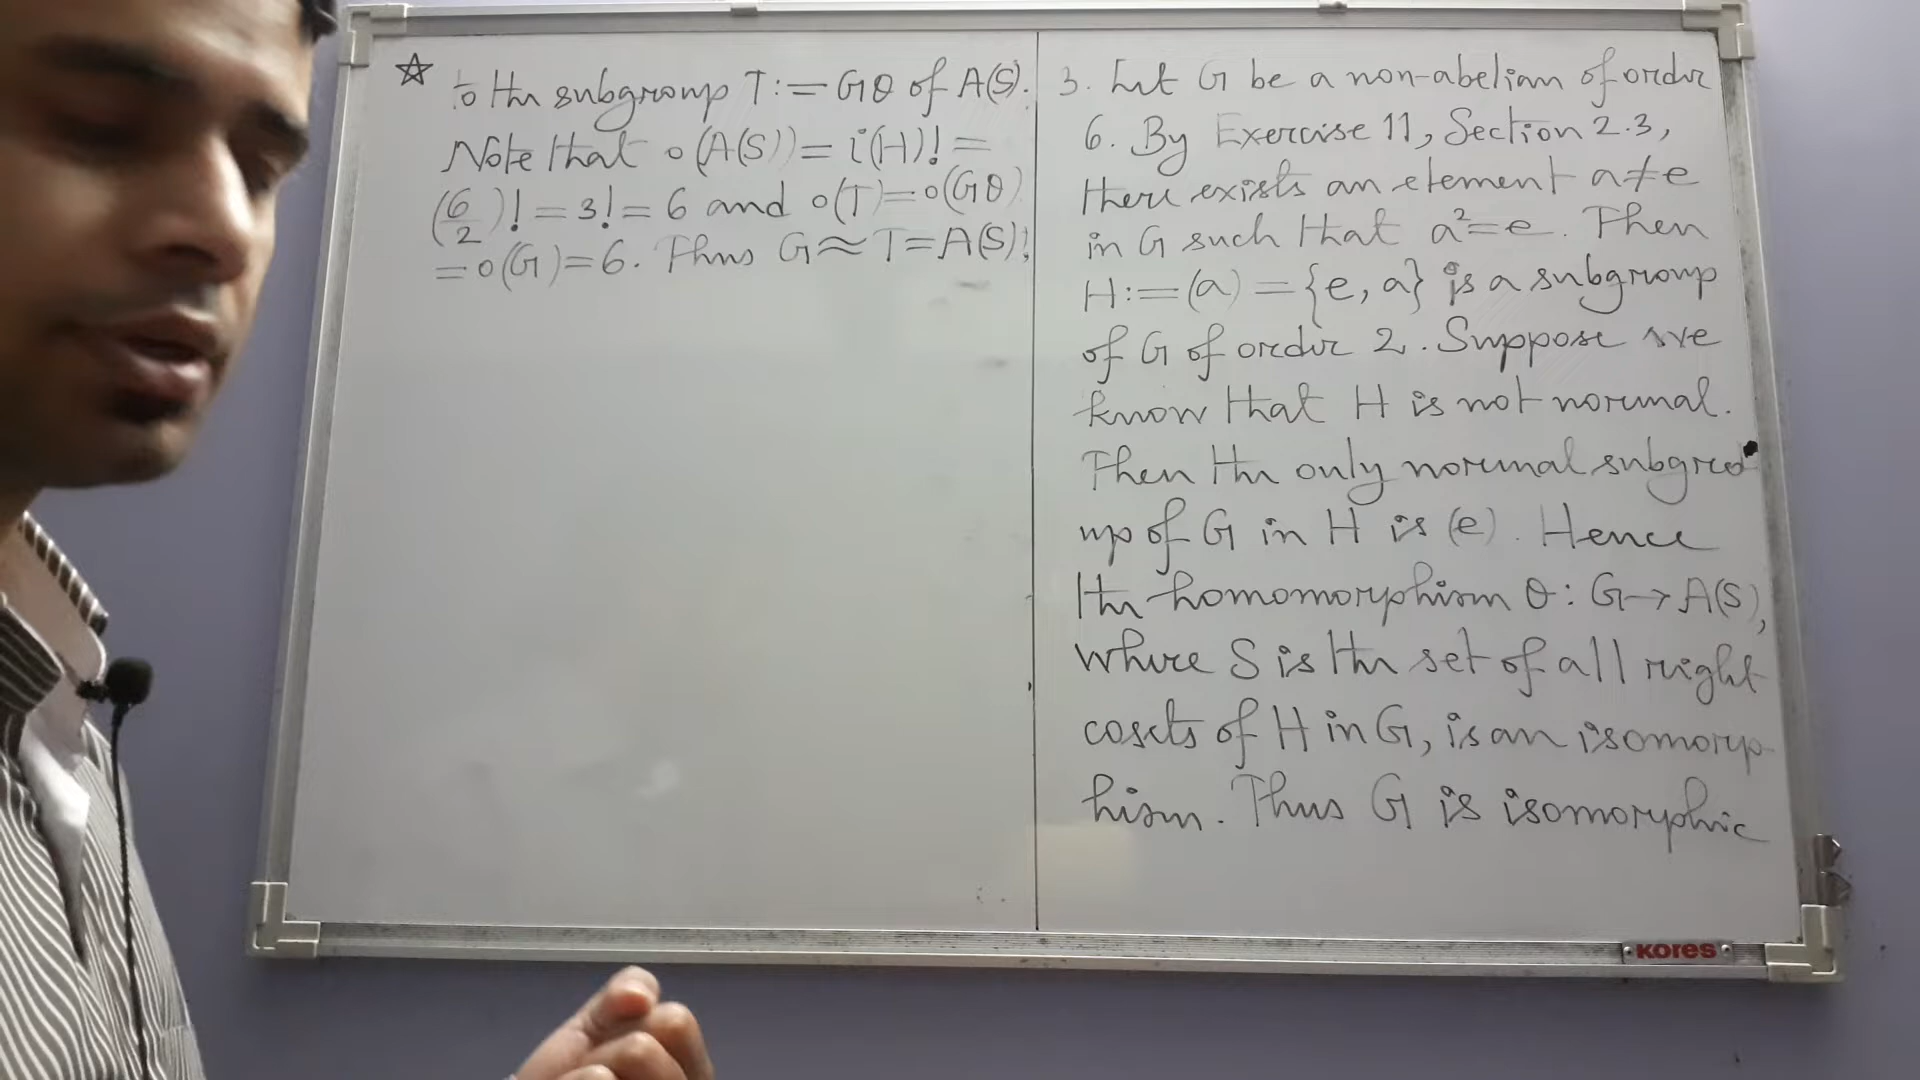 3. Let G be a non-abelian of order
6. By Exercise 11, Section 2.3,
there exists an element a≠e
in G such that a²=e. Then
H:=(a)={e, a} is a subgroup
of G of order 2. Suppose we
know that H is not normal.
Then the only normal subgro
up of G in H is (e). Hence
the homomorphism θ: G→A(S),
where S is the set of all right
cosets of H in G, is an isomorp
hism. Thus G is isomorphic
☆ to the subgroup T:=Gθ of A(S).
Note that o(A(S))=i(H)!=
(6/2)!=3!=6 and o(T)=o(Gθ)
=o(G)=6. Thus G≈T=A(S)!
KORES